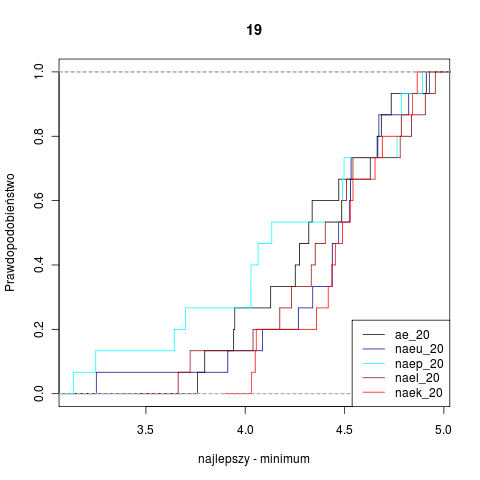 19
Prawdopodobieństwo
1.0
0.8
0.6
0.4
0.2
0.0
ae_20
naeu_20
naep_20
nael_20
naek_20
3.5 4.0 4.5 5.0
najlepszy - minimum